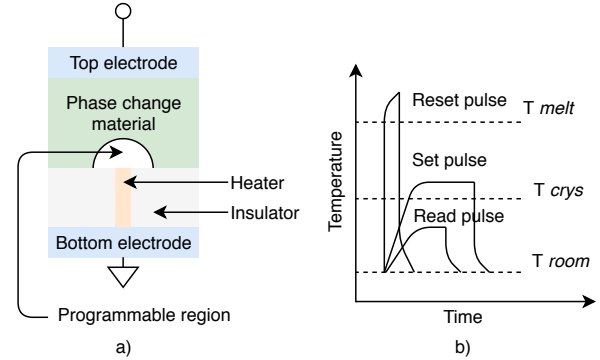 Top electrode
Phase change
material
Heater
Insulator
Bottom electrode
Programmable region
a)
Temperature
Reset pulse
T melt
Set pulse
T crys
Read pulse
T room
Time
b)